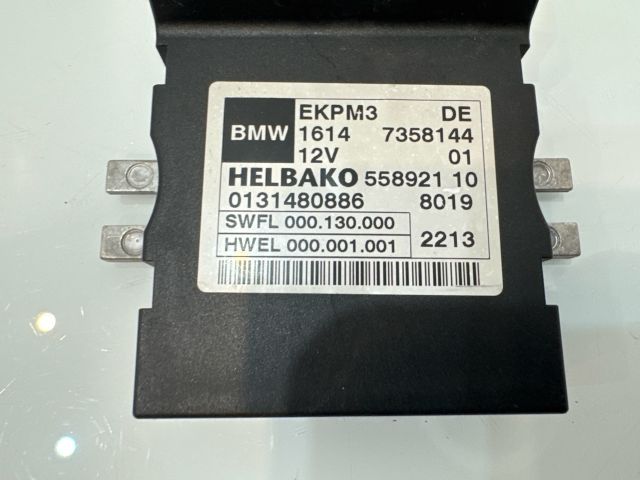 BMW EKPM3 DE
1614 7358144
12V 01
HELBAKO 558921 10
0131480886 8019
SWFL 000.130.000
HWEL 000.001.001 2213